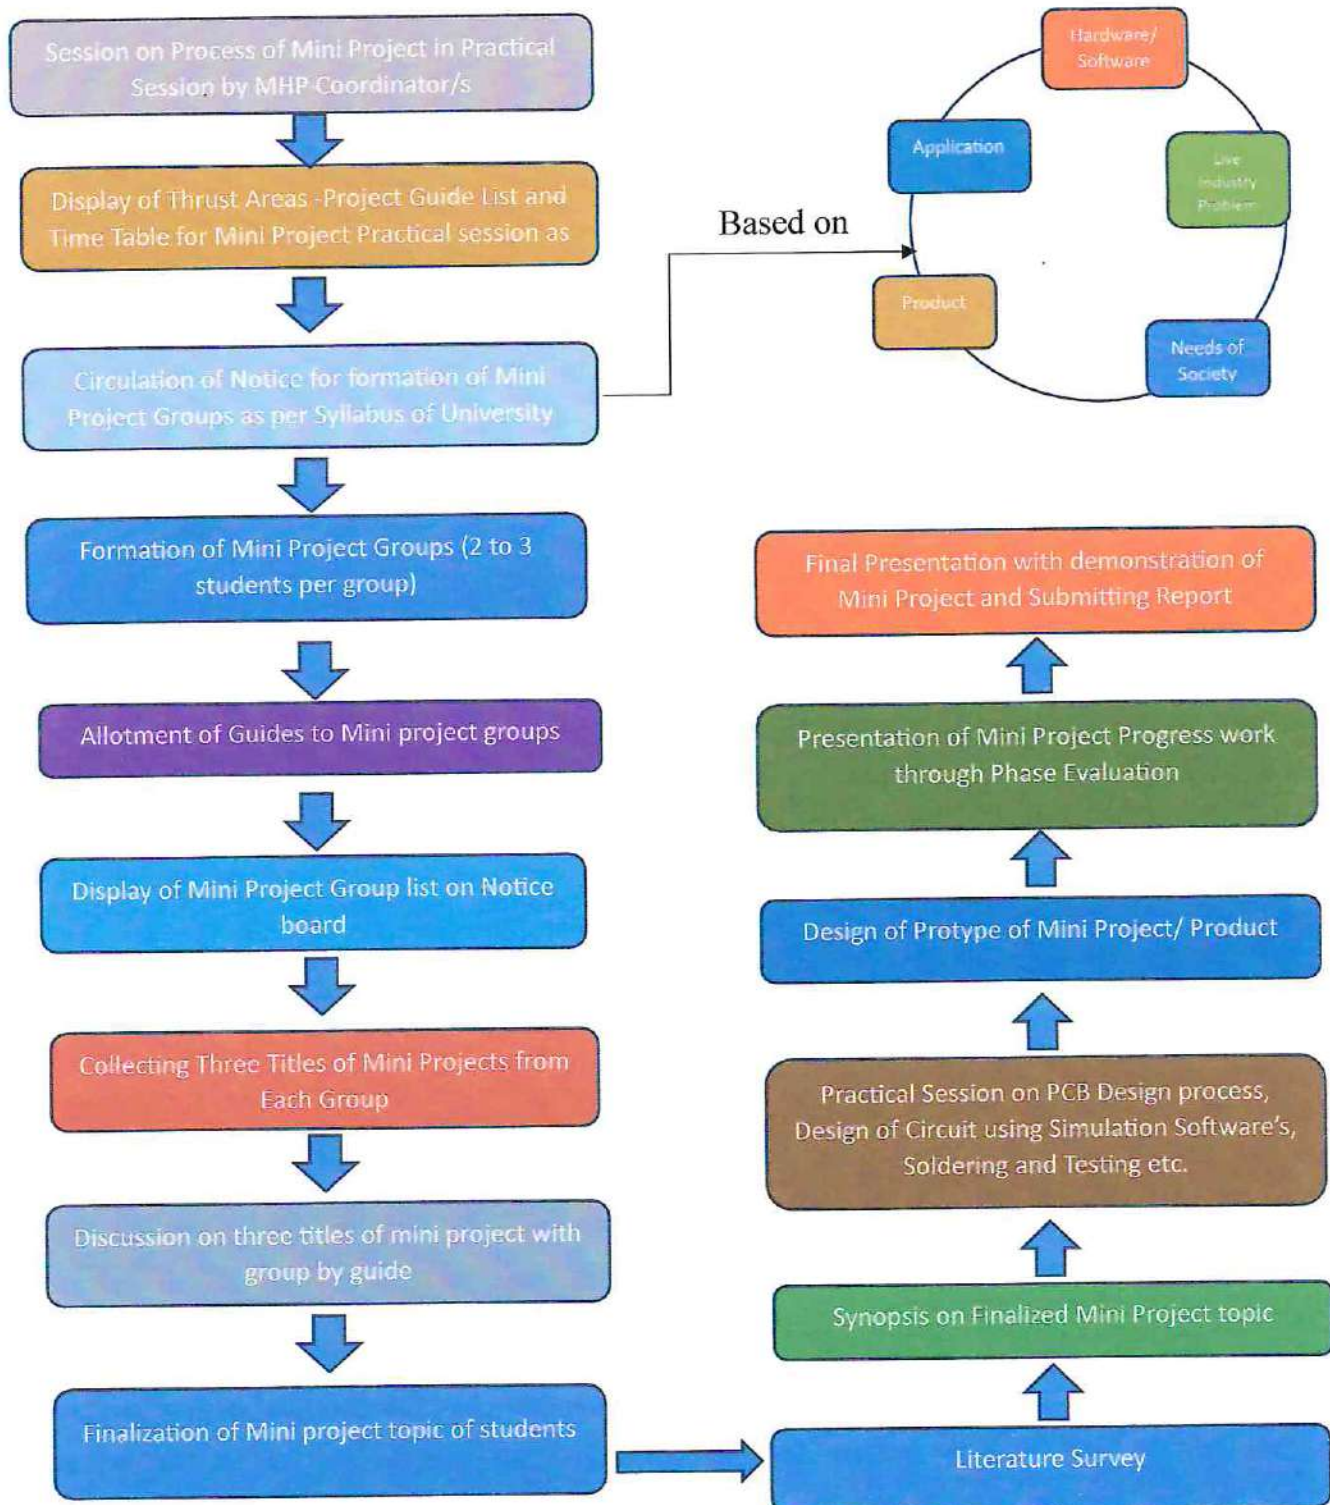 Session on Process of Mini Project in Practical
Session by MHP Coordinator/s
Display of Thrust Areas -Project Guide List and
Time Table for Mini Project Practical session as
Circulation of Notice for formation of Mini
Project Groups as per Syllabus of University
Based on
Hardware/
Software
Application
Live
Industry
Problem
Product
Needs of
Society
Formation of Mini Project Groups (2 to 3
students per group)
Allotment of Guides to Mini project groups
Display of Mini Project Group list on Notice
board
Collecting Three Titles of Mini Projects from
Each Group
Discussion on three titles of mini project with
group by guide
Finalization of Mini project topic of students
Literature Survey
Synopsis on Finalized Mini Project topic
Practical Session on PCB Design process,
Design of Circuit using Simulation Software's,
Soldering and Testing etc.
Design of Protype of Mini Project/ Product
Presentation of Mini Project Progress work
through Phase Evaluation
Final Presentation with demonstration of
Mini Project and Submitting Report